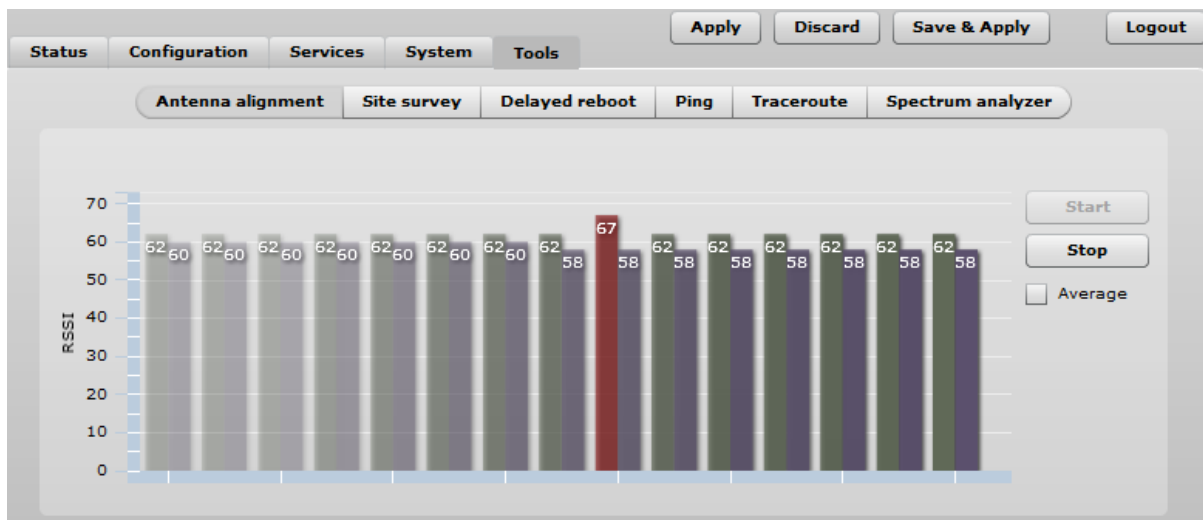 Apply Discard Save & Apply Logout
Status Configuration Services System Tools
Antenna alignment Site survey Delayed reboot Ping Traceroute Spectrum analyzer
70
60
50
40
30
20
10
0
RSSI
62 60 62 60 62 60 62 60 62 60 62 60 62 60 62 58 67 58 62 58 62 58 62 58 62 58 62 58 62 58
Start
Stop
Average